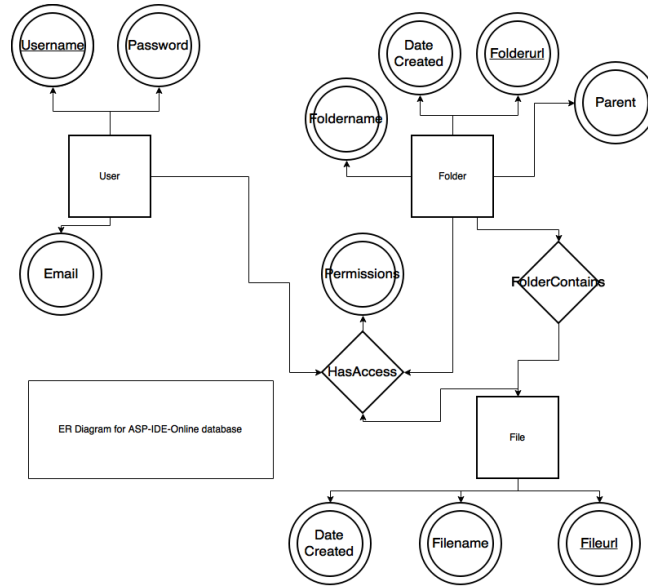 Username
Password
Date
Created
Folderurl
Parent
Foldername
User
Folder
Email
Permissions
FolderContains
HasAccess
ER Diagram for ASP-IDE-Online database
File
Date
Created
Filename
Fileurl